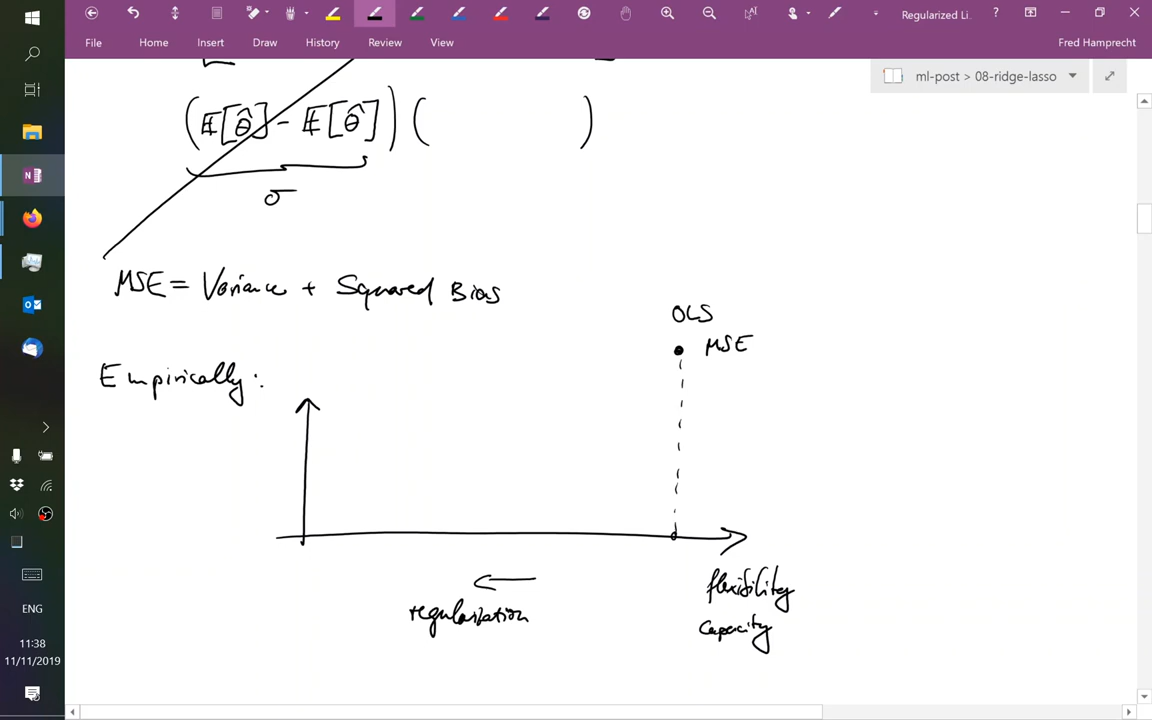 Regularized Li..
File Home Insert Draw History Review View
Fred Hamprecht
ml-post > 08-ridge-lasso
(𝔼[θ̂] - 𝔼[θ̂]) ( )
σ
MSE = Variance + Squared Bias
OLS
MSE
Empirically:
flexibility
capacity
regularization
ENG
11:38
11/11/2019